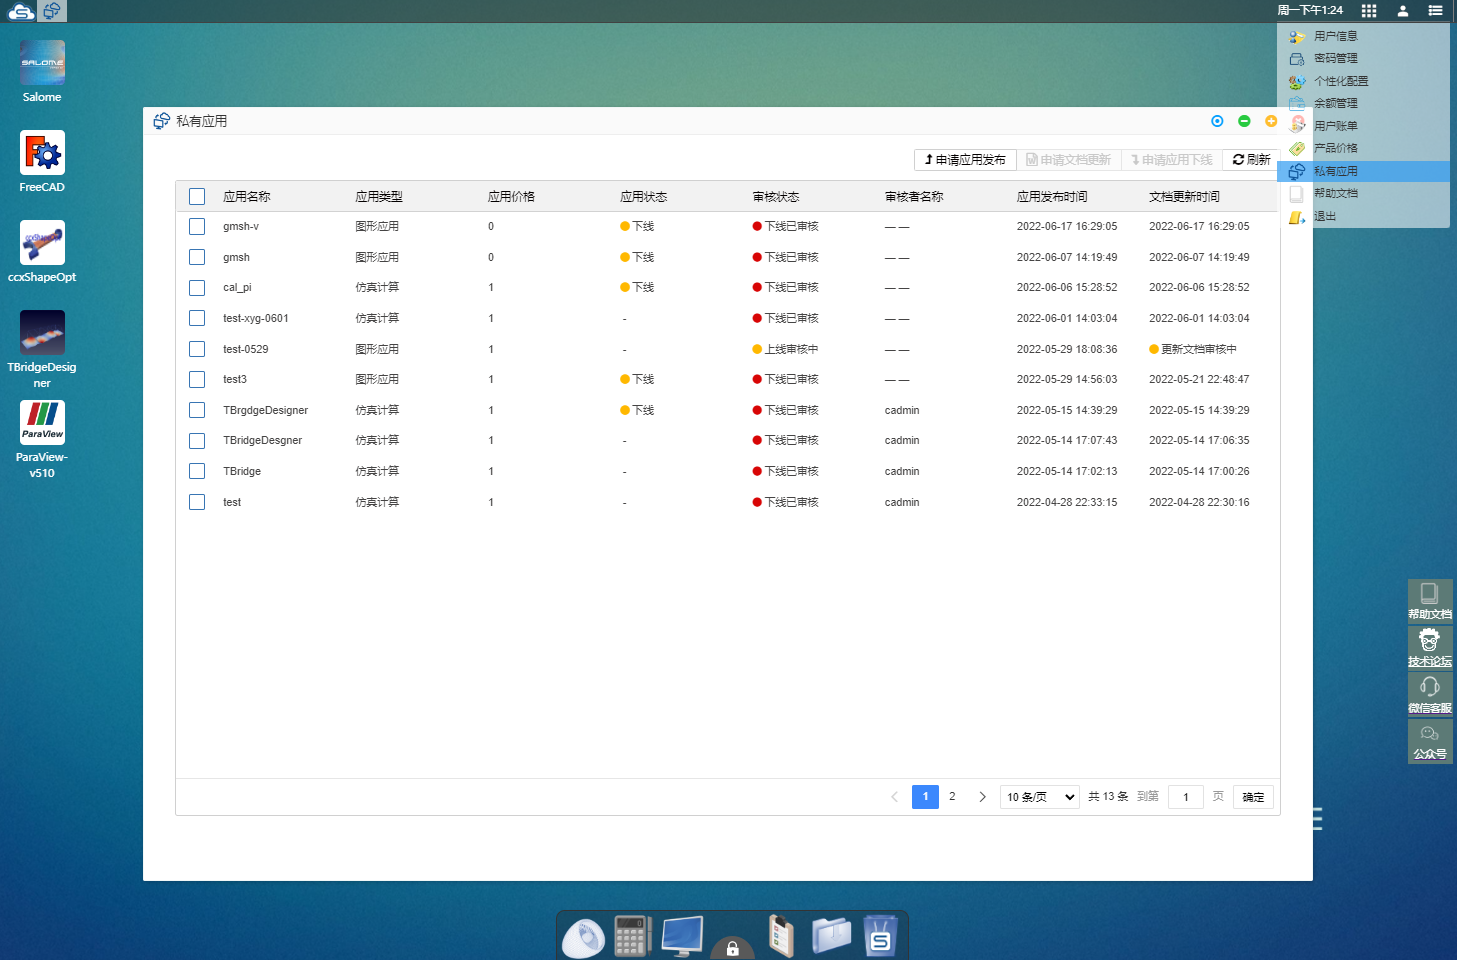 周一下午1:24
Salome
FreeCAD
ccxShapeOpt
TBridgeDesig
ner
ParaView
ParaView-
v510
用户信息
密码管理
个性化配置
余额管理
用户账单
产品价格
私有应用
帮助文档
退出
私有应用
申请应用发布 申请文档更新 申请应用下线 刷新
应用名称 应用类型 应用价格 应用状态 审核状态 审核者名称 应用发布时间 文档更新时间
gmsh-v 图形应用 0 下线 下线已审核 — — 2022-06-17 16:29:05 2022-06-17 16:29:05
gmsh 图形应用 0 下线 下线已审核 — — 2022-06-07 14:19:49 2022-06-07 14:19:49
cal_pi 仿真计算 1 下线 下线已审核 — — 2022-06-06 15:28:52 2022-06-06 15:28:52
test-xyg-0601 仿真计算 1 - 下线已审核 — — 2022-06-01 14:03:04 2022-06-01 14:03:04
test-0529 图形应用 1 - 上线审核中 — — 2022-05-29 18:08:36 更新文档审核中
test3 图形应用 1 下线 下线已审核 — — 2022-05-29 14:56:03 2022-05-21 22:48:47
TBrgdgeDesigner 仿真计算 1 下线 下线已审核 cadmin 2022-05-15 14:39:29 2022-05-15 14:39:29
TBridgeDesgner 仿真计算 1 - 下线已审核 cadmin 2022-05-14 17:07:43 2022-05-14 17:06:35
TBridge 仿真计算 1 - 下线已审核 cadmin 2022-05-14 17:02:13 2022-05-14 17:00:26
test 仿真计算 1 - 下线已审核 cadmin 2022-04-28 22:33:15 2022-04-28 22:30:16
1 2 10 条/页 共 13 条 到第 1 页 确定
帮助文档
技术论坛
微信客服
公众号